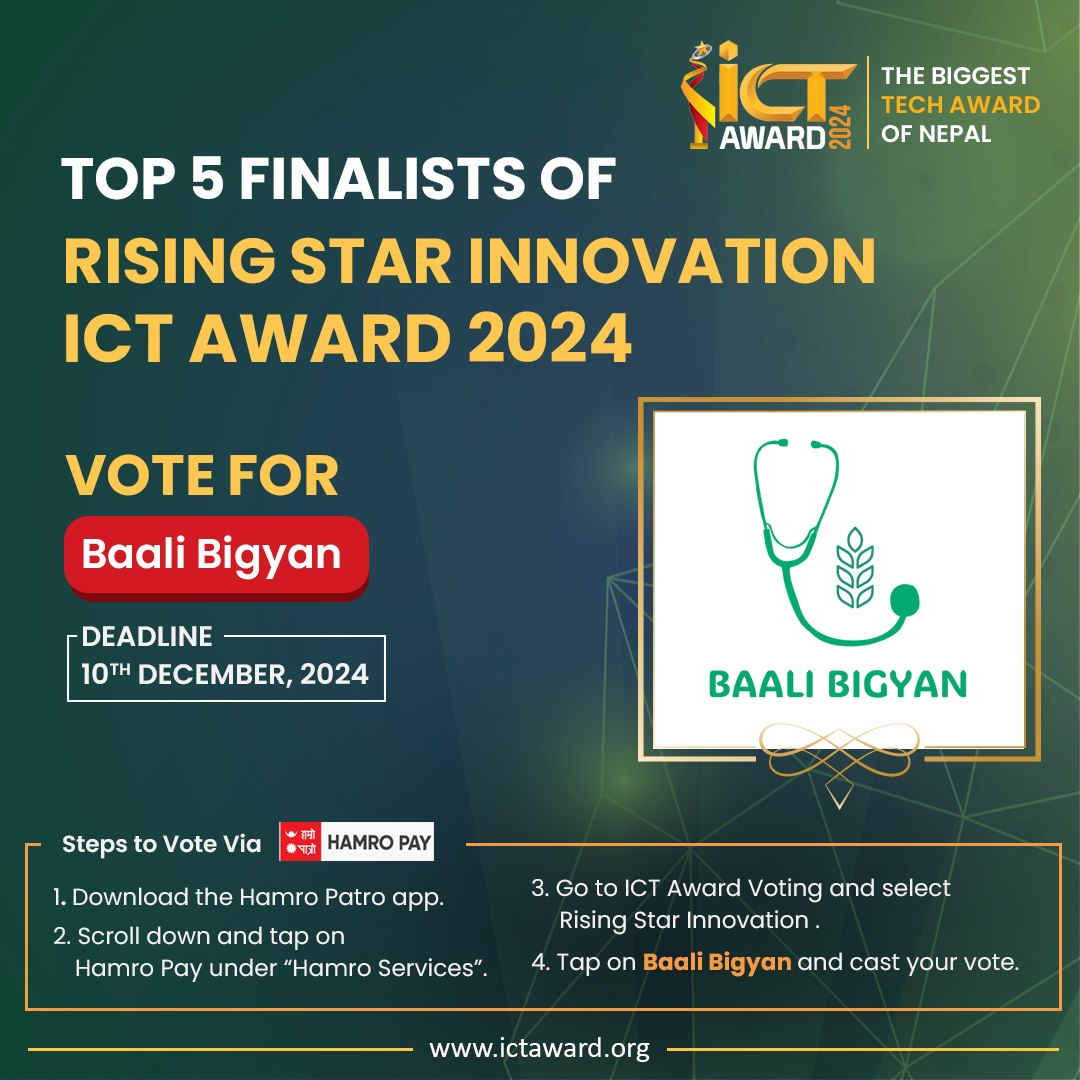 iCT
AWARD 2024
THE BIGGEST
TECH AWARD
OF NEPAL
TOP 5 FINALISTS OF
RISING STAR INNOVATION
ICT AWARD 2024
VOTE FOR
Baali Bigyan
DEADLINE
10TH DECEMBER, 2024
BAALI BIGYAN
Steps to Vote Via
हाम्रो
पात्रो
HAMRO PAY
1. Download the Hamro Patro app.
2. Scroll down and tap on
Hamro Pay under “Hamro Services”.
3. Go to ICT Award Voting and select
Rising Star Innovation .
4. Tap on Baali Bigyan and cast your vote.
www.ictaward.org